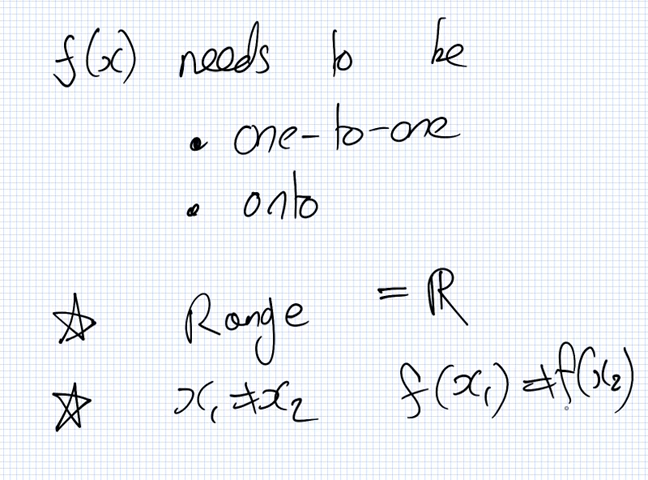 f(x) needs to be
• one-to-one
• onto
☆ Range = ℝ
☆ x₁ ≠ x₂ f(x₁) ≠ f(x₂)